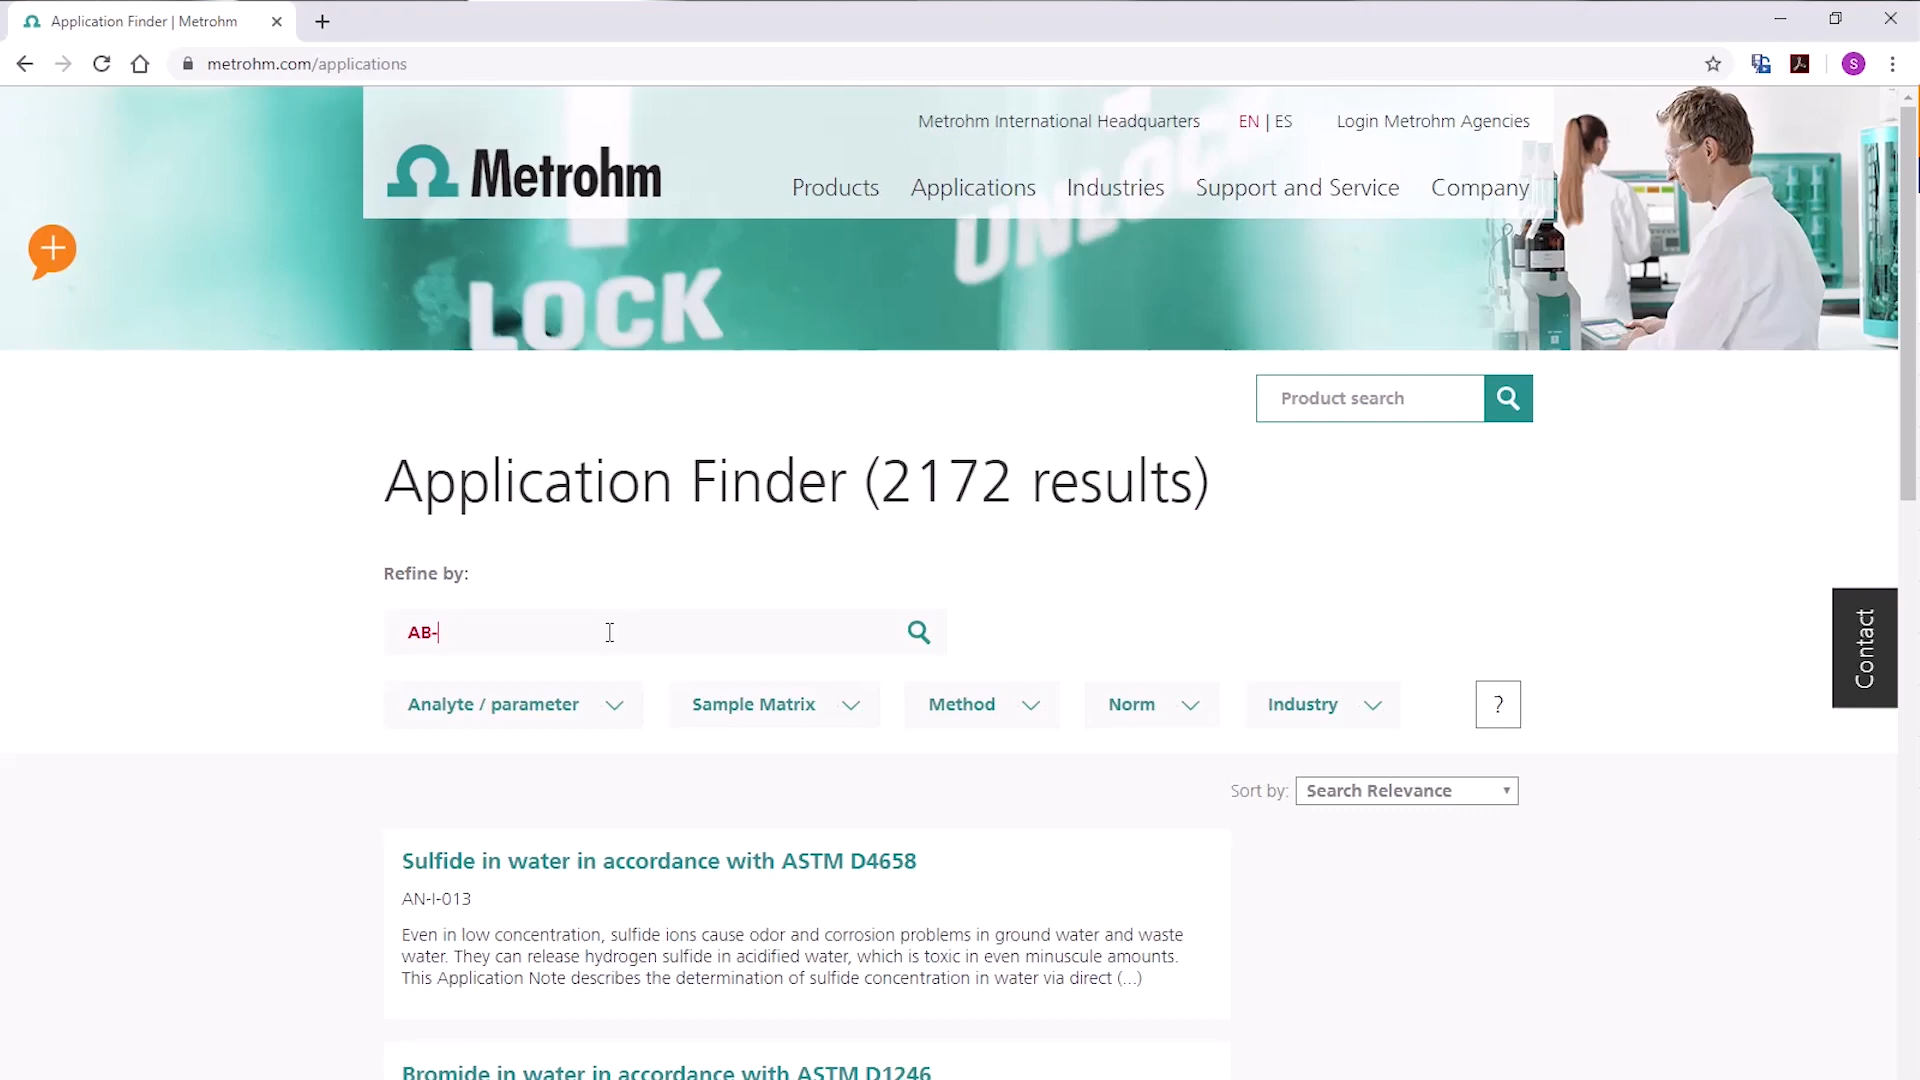 Application Finder | Metrohm
metrohm.com/applications
S
Metrohm International Headquarters EN | ES Login Metrohm Agencies
Metrohm
Products Applications Industries Support and Service Company
UNLOCK
LOCK
Product search
Application Finder (2172 results)
Refine by:
AB-
Analyte / parameter Sample Matrix Method Norm Industry ?
Contact
Sort by: Search Relevance
Sulfide in water in accordance with ASTM D4658
AN-I-013
Even in low concentration, sulfide ions cause odor and corrosion problems in ground water and waste
water. They can release hydrogen sulfide in acidified water, which is toxic in even minuscule amounts.
This Application Note describes the determination of sulfide concentration in water via direct (...)
Bromide in water in accordance with ASTM D1246